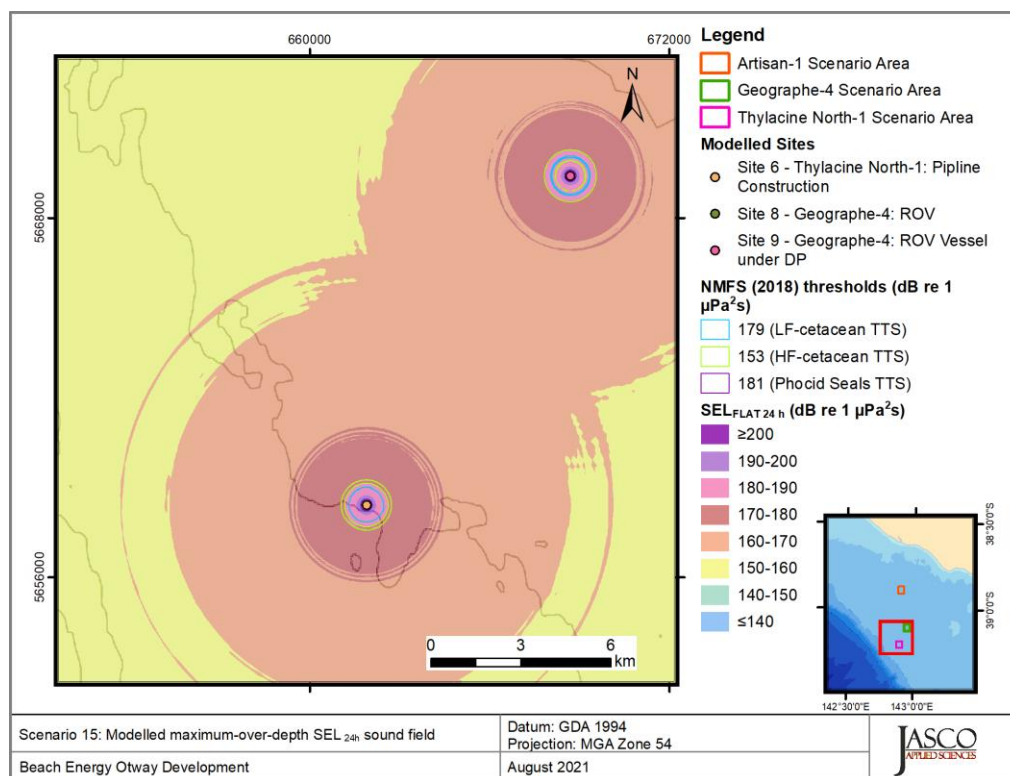 660000
672000
5668000
5656000
N
0 3 6
km
Legend
Artisan-1 Scenario Area
Geographe-4 Scenario Area
Thylacine North-1 Scenario Area
Modelled Sites
Site 6 - Thylacine North-1: Pipline
Construction
Site 8 - Geographe-4: ROV
Site 9 - Geographe-4: ROV Vessel
under DP
NMFS (2018) thresholds (dB re 1
µPa²s)
179 (LF-cetacean TTS)
153 (HF-cetacean TTS)
181 (Phocid Seals TTS)
SELFLAT 24 h (dB re 1 µPa²s)
≥200
190-200
180-190
170-180
160-170
150-160
140-150
≤140
38°30'S
39°0'0"S
142°30'0"E 143°0'0"E
Scenario 15: Modelled maximum-over-depth SEL 24h sound field
Datum: GDA 1994
Projection: MGA Zone 54
Beach Energy Otway Development
August 2021
JASCO
APPLIED SCIENCES